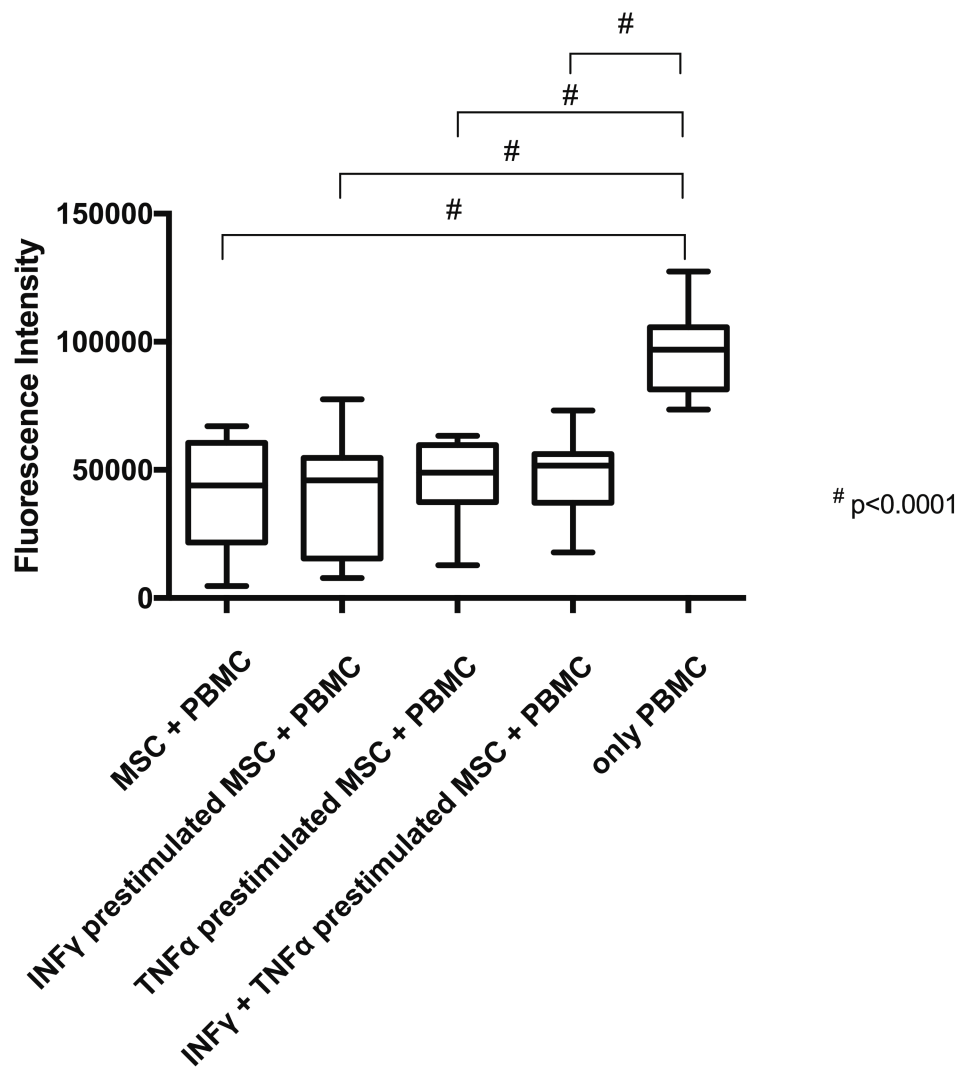 #
#
#
#
150000
100000
50000
0
Fluorescence Intensity
# p<0.0001
MSC + PBMC
INFγ prestimulated MSC + PBMC
TNFα prestimulated MSC + PBMC
INFγ + TNFα prestimulated MSC + PBMC
only PBMC